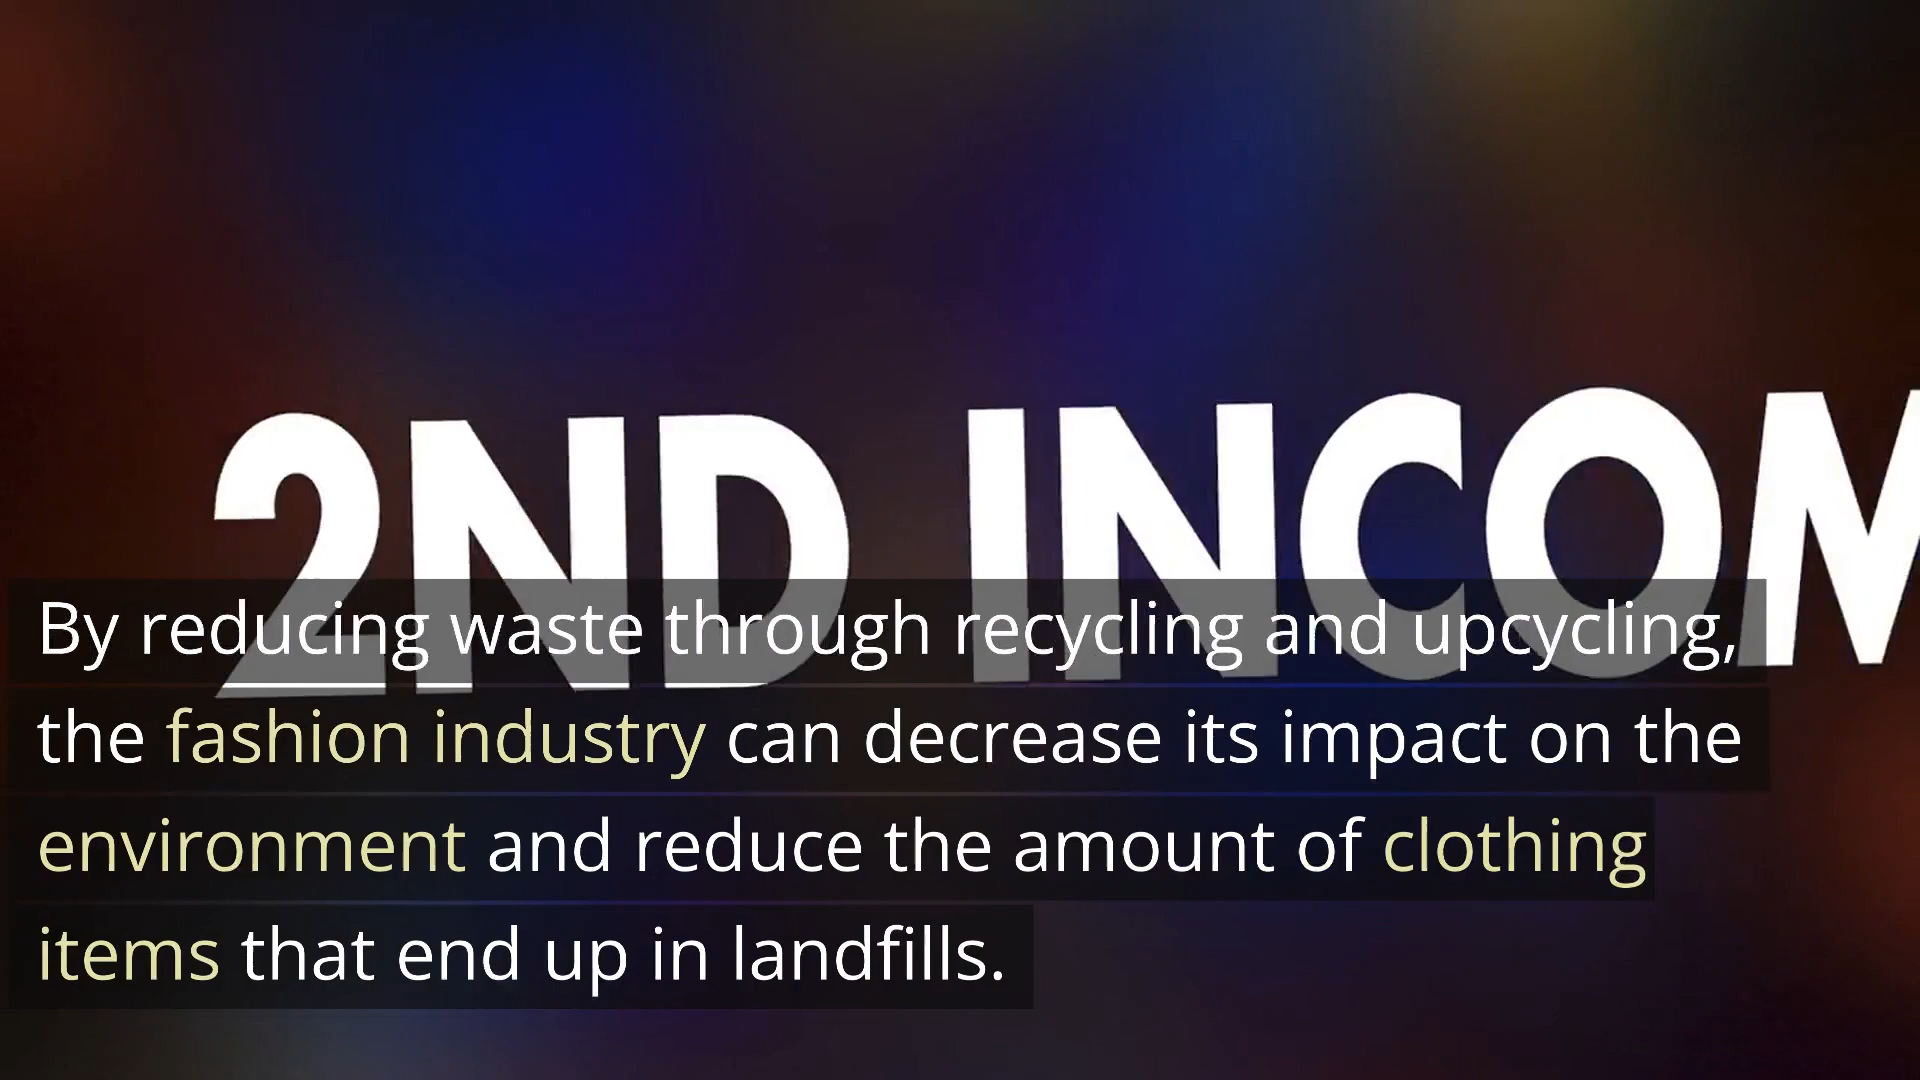 2ND INCOM
By reducing waste through recycling and upcycling,
the fashion industry can decrease its impact on the
environment and reduce the amount of clothing
items that end up in landfills.